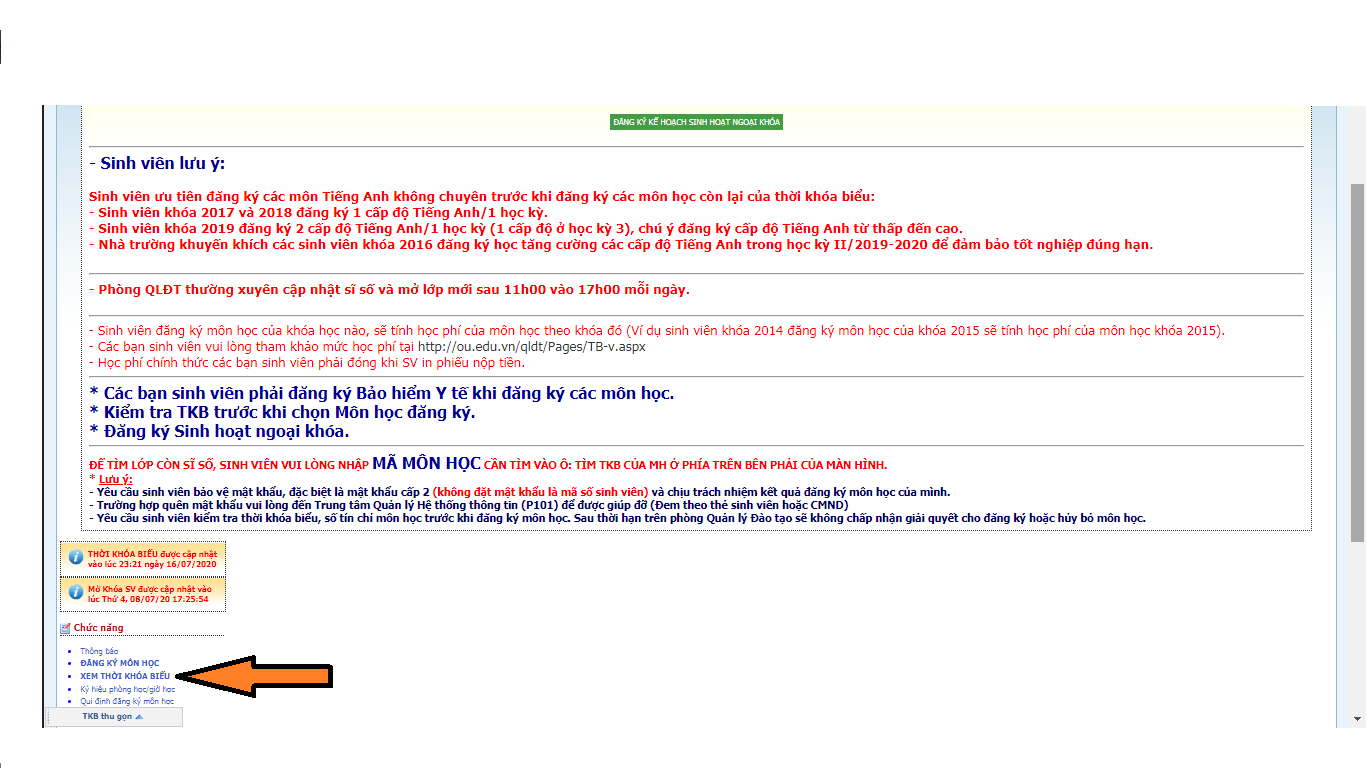 ĐĂNG KÝ KẾ HOẠCH SINH HOẠT NGOẠI KHÓA
- Sinh viên lưu ý:
Sinh viên ưu tiên đăng ký các môn Tiếng Anh không chuyên trước khi đăng ký các môn học còn lại của thời khóa biểu:
- Sinh viên khóa 2017 và 2018 đăng ký 1 cấp độ Tiếng Anh/1 học kỳ.
- Sinh viên khóa 2019 đăng ký 2 cấp độ Tiếng Anh/1 học kỳ (1 cấp độ ở học kỳ 3), chú ý đăng ký cấp độ Tiếng Anh từ thấp đến cao.
- Nhà trường khuyến khích các sinh viên khóa 2016 đăng ký học tăng cường các cấp độ Tiếng Anh trong học kỳ II/2019-2020 để đảm bảo tốt nghiệp đúng hạn.
- Phòng QLĐT thường xuyên cập nhật sĩ số và mở lớp mới sau 11h00 vào 17h00 mỗi ngày.
- Sinh viên đăng ký môn học của khóa học nào, sẽ tính học phí của môn học theo khóa đó (Ví dụ sinh viên khóa 2014 đăng ký môn học của khóa 2015 sẽ tính học phí của môn học khóa 2015).
- Các bạn sinh viên vui lòng tham khảo mức học phí tại http://ou.edu.vn/qldt/Pages/TB-v.aspx
- Học phí chính thức các bạn sinh viên phải đóng khi SV in phiếu nộp tiền.
* Các bạn sinh viên phải đăng ký Bảo hiểm Y tế khi đăng ký các môn học.
* Kiểm tra TKB trước khi chọn Môn học đăng ký.
* Đăng ký Sinh hoạt ngoại khóa.
ĐỂ TÌM LỚP CÒN SĨ SỐ, SINH VIÊN VUI LÒNG NHẬP MÃ MÔN HỌC CẦN TÌM VÀO Ô: TÌM TKB CỦA MH Ở PHÍA TRÊN BÊN PHẢI CỦA MÀN HÌNH.
* Lưu ý:
- Yêu cầu sinh viên bảo vệ mật khẩu, đặc biệt là mật khẩu cấp 2 (không đặt mật khẩu là mã số sinh viên) và chịu trách nhiệm kết quả đăng ký môn học của mình.
- Trường hợp quên mật khẩu vui lòng đến Trung tâm Quản lý Hệ thống thông tin (P101) để được giúp đỡ (Đem theo thẻ sinh viên hoặc CMND)
- Yêu cầu sinh viên kiểm tra thời khóa biểu, số tín chỉ môn học trước khi đăng ký môn học. Sau thời hạn trên phòng Quản lý Đào tạo sẽ không chấp nhận giải quyết cho đăng ký hoặc hủy bỏ môn học.
THỜI KHÓA BIỂU được cập nhật
vào lúc 23:21 ngày 16/07/2020
Mở Khóa SV được cập nhật vào
lúc Thứ 4, 08/07/20 17:25:54
Chức năng
Thông báo
ĐĂNG KÝ MÔN HỌC
XEM THỜI KHÓA BIỂU
Ký hiệu phòng học/giờ học
Qui định đăng ký môn học
TKB thu gọn